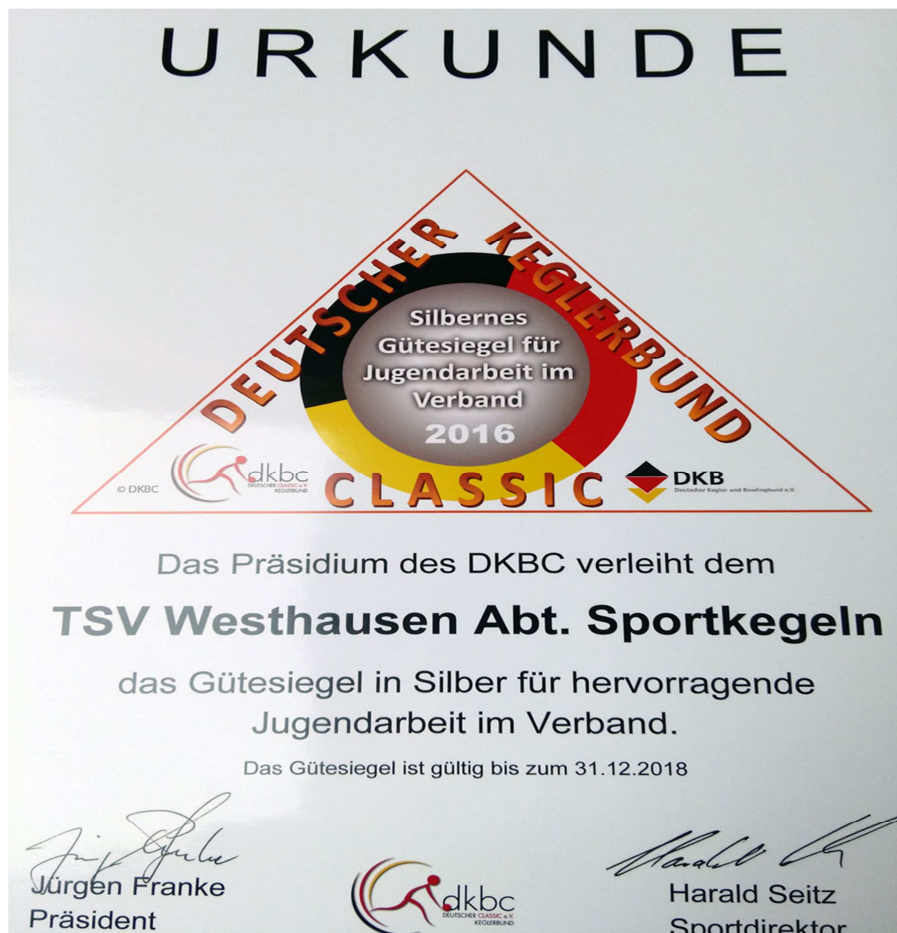 URKUNDE
DEUTSCHER KEGLERBUND
Silbernes
Gütesiegel für
Jugendarbeit im
Verband
2016
CLASSIC
© DKBC
dkbc
DEUTSCHER CLASSIC e.V.
KEGLERBUND
DKB
Deutscher Kegler- und Bowlingbund e.V.
Das Präsidium des DKBC verleiht dem
TSV Westhausen Abt. Sportkegeln
das Gütesiegel in Silber für hervorragende
Jugendarbeit im Verband.
Das Gütesiegel ist gültig bis zum 31.12.2018
Jürgen Franke
Präsident
dkbc
DEUTSCHER CLASSIC e.V.
KEGLERBUND
Harald Seitz
Sportdirektor